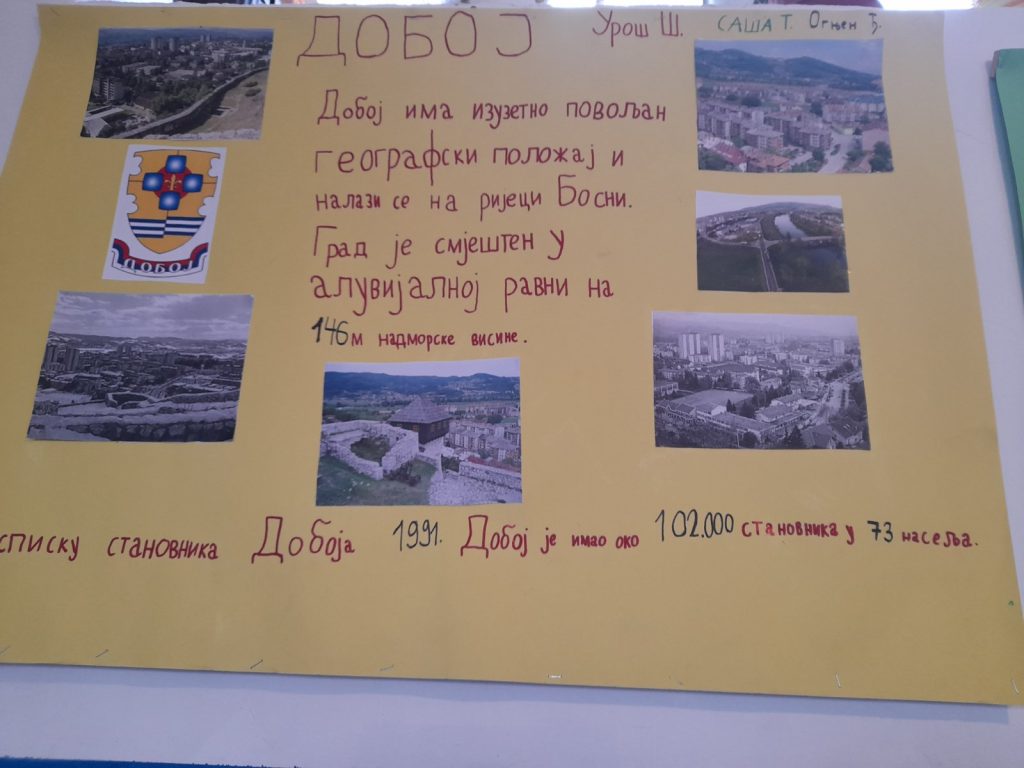 ДОБОЈ
Урош Ш. САША Т. Огњен Ђ.
Добој има изузетно повољан
географски положај и
налази се на ријеци Босни.
Град је смјештен у
алувијалној равни на
146м надморске висине.
ДОБОЈ
списку становника Добоја 1991. Добој је имао око 102.000 становника у 73 насеља.